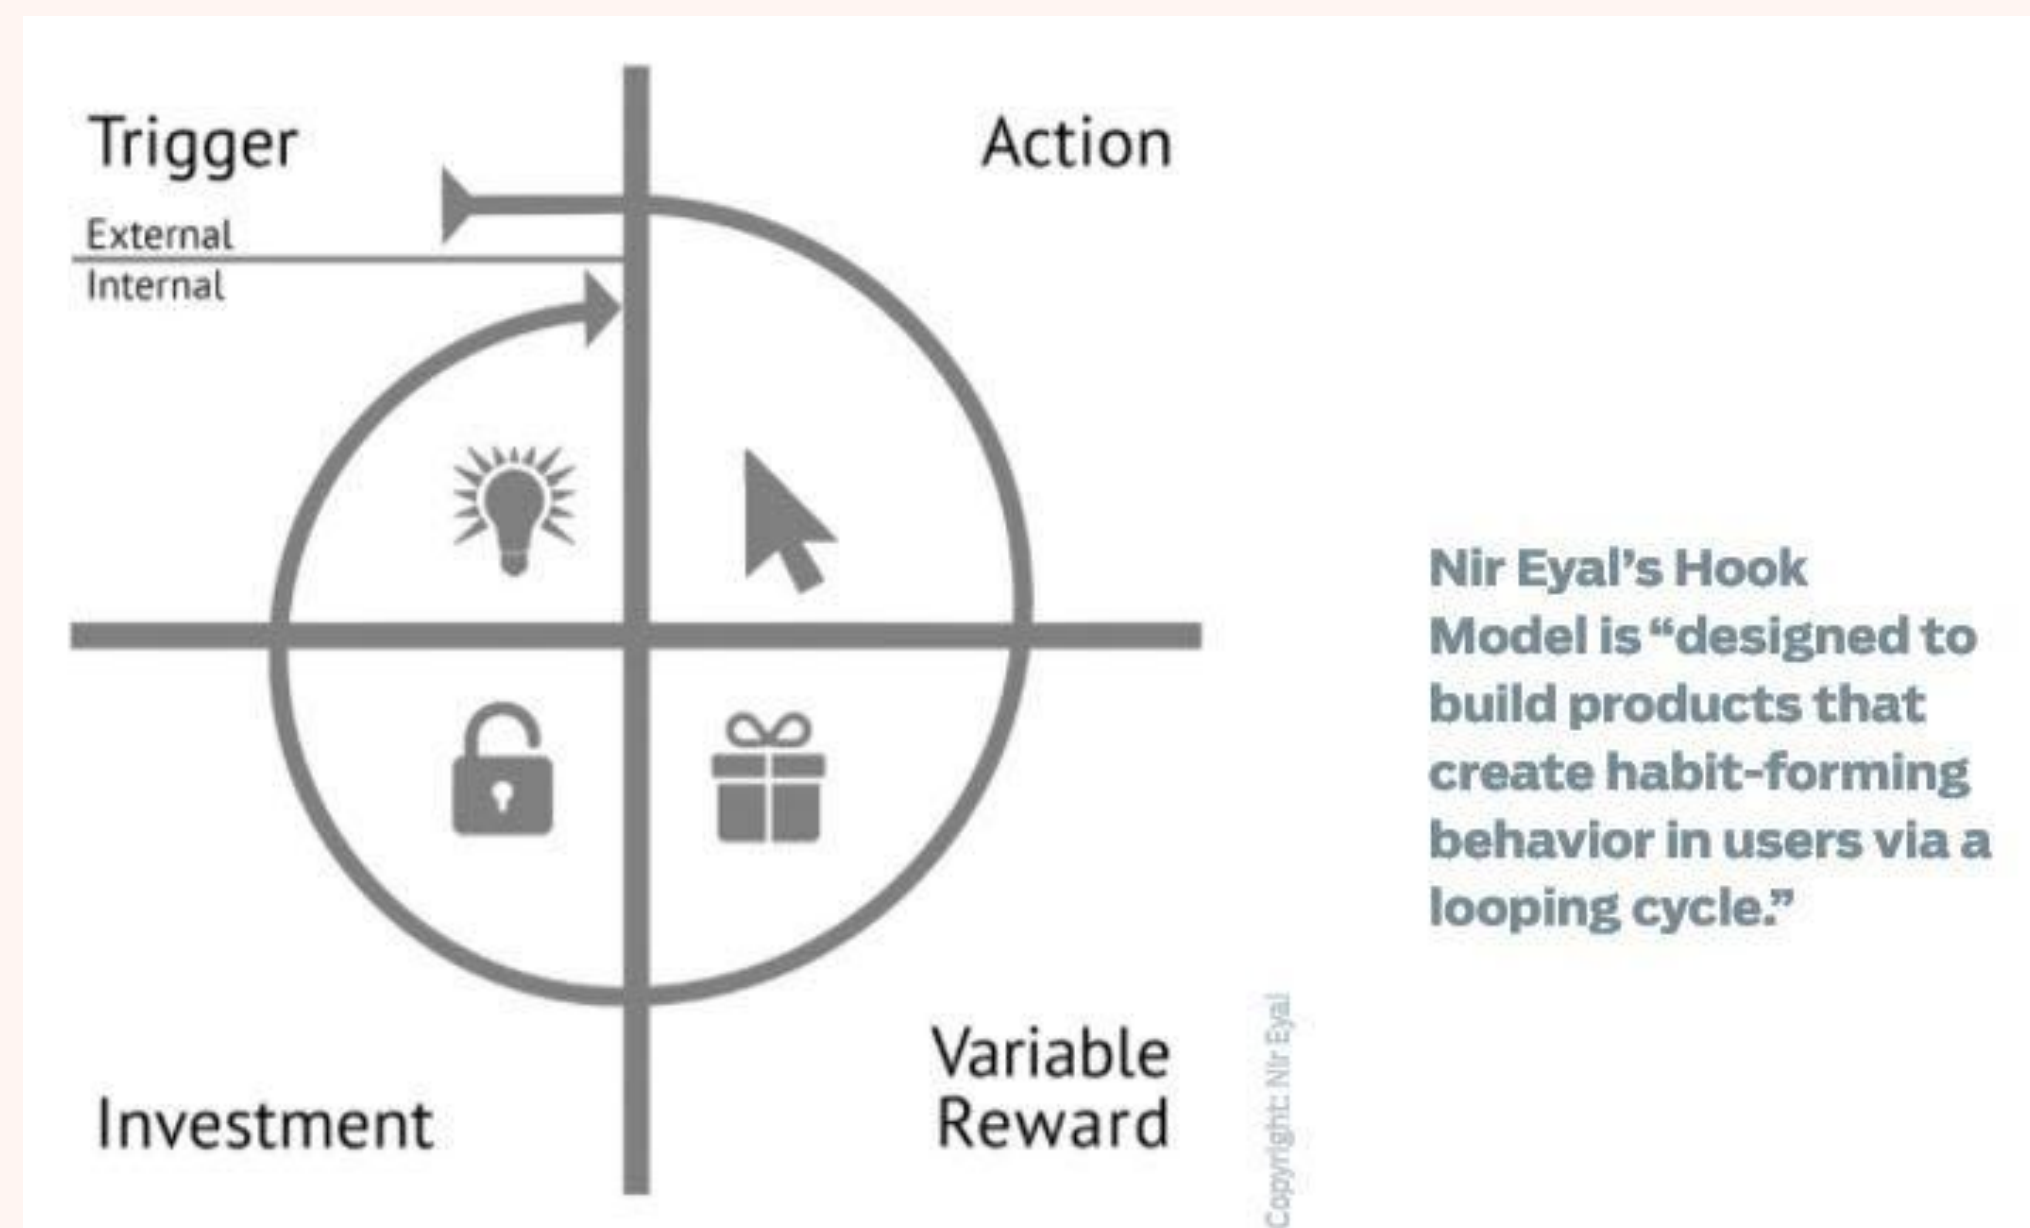 Trigger
Action
External
Internal
Nir Eyal’s Hook
Model is “designed to
build products that
create habit-forming
behavior in users via a
looping cycle.”
Variable
Reward
Investment
Copyright: Nir Eyal